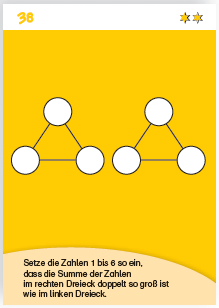 38
Setze die Zahlen 1 bis 6 so ein,
dass die Summe der Zahlen
im rechten Dreieck doppelt so groß ist
wie im linken Dreieck.